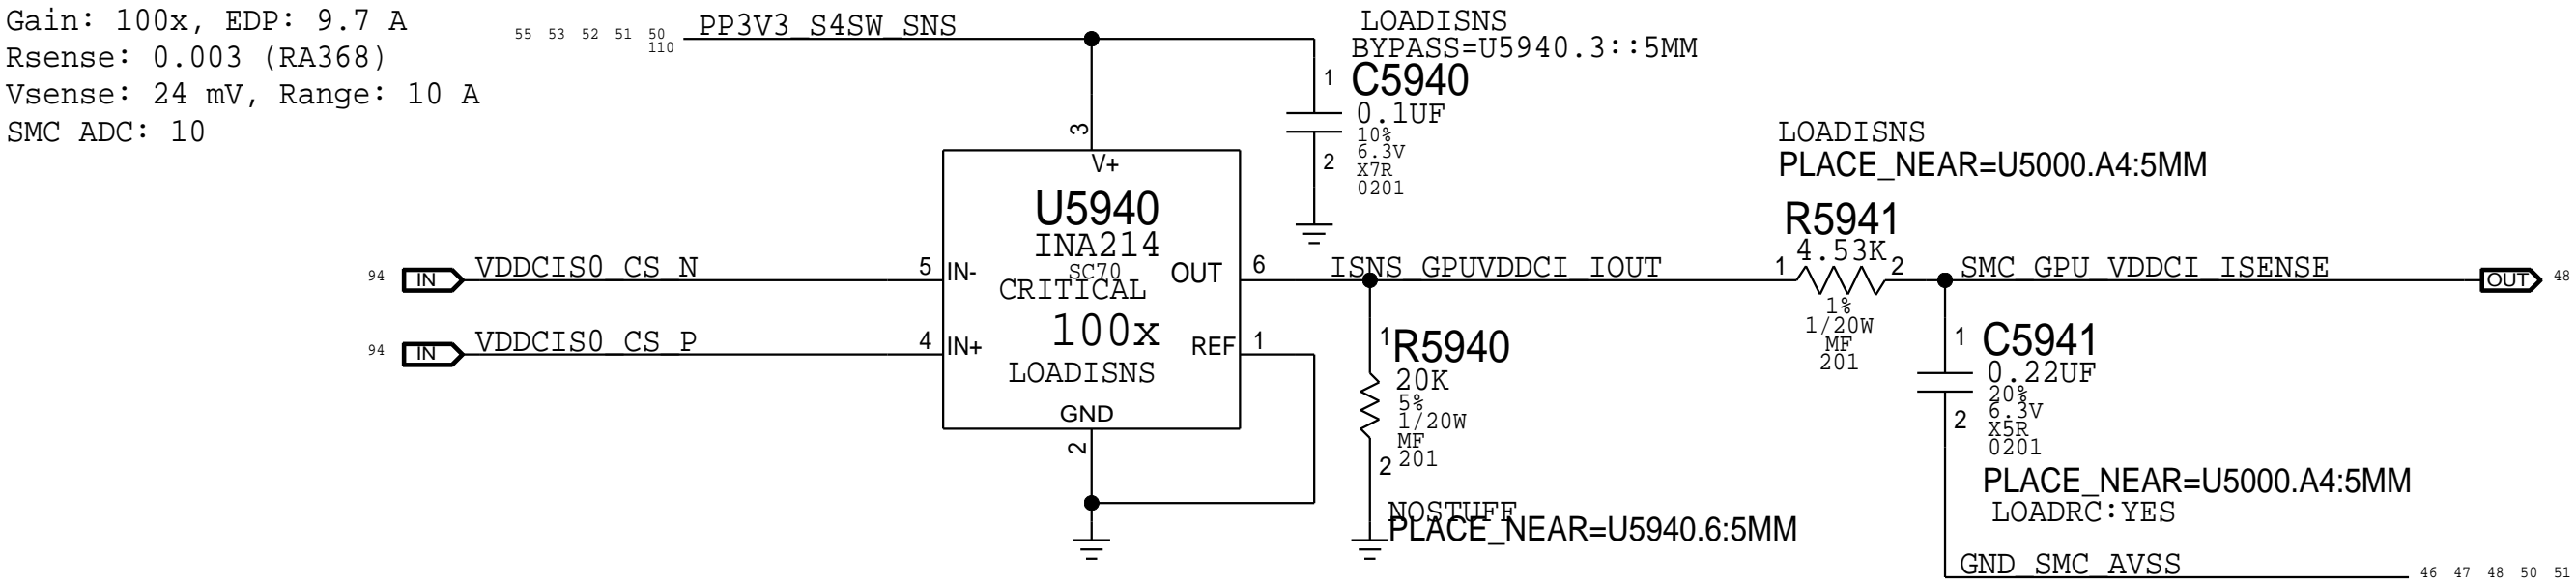 Gain: 100x, EDP: 9.7 A
Rsense: 0.003 (RA368)
Vsense: 24 mV, Range: 10 A
SMC ADC: 10
55 53 52 51 50
110
PP3V3_S4SW_SNS
LOADISNS
BYPASS=U5940.3::5MM
1
C5940
0.1UF
10%
6.3V
X7R
0201
2
3
V+
U5940
INA214
SC70
CRITICAL
100x
LOADISNS
GND
2
94 IN VDDCIS0_CS_N 5 IN-
94 IN VDDCIS0_CS_P 4 IN+
OUT 6 ISNS_GPUVDDCI_IOUT
REF 1
1
R5940
20K
5%
1/20W
MF
201
2
NOSTUFF
PLACE_NEAR=U5940.6:5MM
LOADISNS
PLACE_NEAR=U5000.A4:5MM
R5941
4.53K
1 2
1%
1/20W
MF
201
SMC_GPU_VDDCI_ISENSE OUT 48
1
C5941
0.22UF
20%
6.3V
X5R
0201
2
PLACE_NEAR=U5000.A4:5MM
LOADRC:YES
GND_SMC_AVSS 46 47 48 50 51